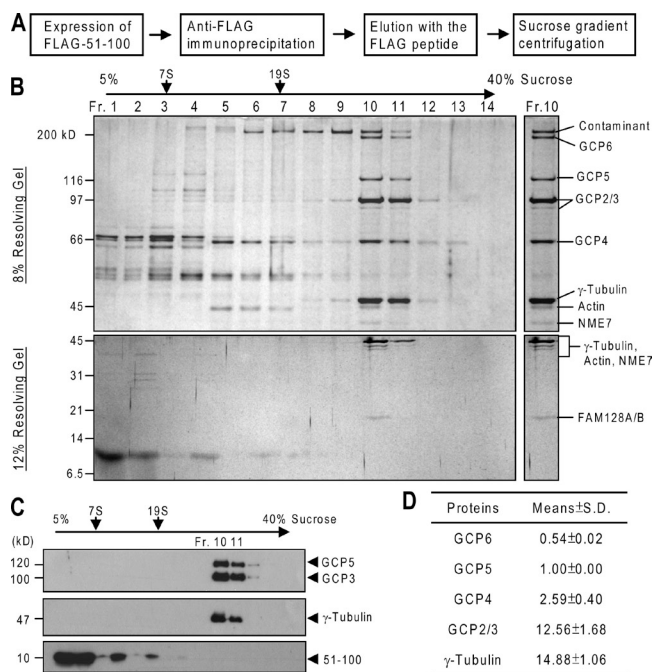 A
Expression of FLAG-51-100
Anti-FLAG immunoprecipitation
Elution with the FLAG peptide
Sucrose gradient centrifugation
B
5% 7S 19S 40% Sucrose
Fr. 1 2 3 4 5 6 7 8 9 10 11 12 13 14 Fr.10
8% Resolving Gel
200 kD
116
97
66
45
Contaminant
GCP6
GCP5
GCP2/3
GCP4
γ-Tubulin
Actin
NME7
12% Resolving Gel
45
31
21
14
6.5
γ-Tubulin,
Actin, NME7
FAM128A/B
C
5% 7S 19S 40% Sucrose
(kD) Fr. 10 11
120 GCP5
100 GCP3
47 γ-Tubulin
10 51-100
D
Proteins Means±S.D.
GCP6 0.54±0.02
GCP5 1.00±0.00
GCP4 2.59±0.40
GCP2/3 12.56±1.68
γ-Tubulin 14.88±1.06